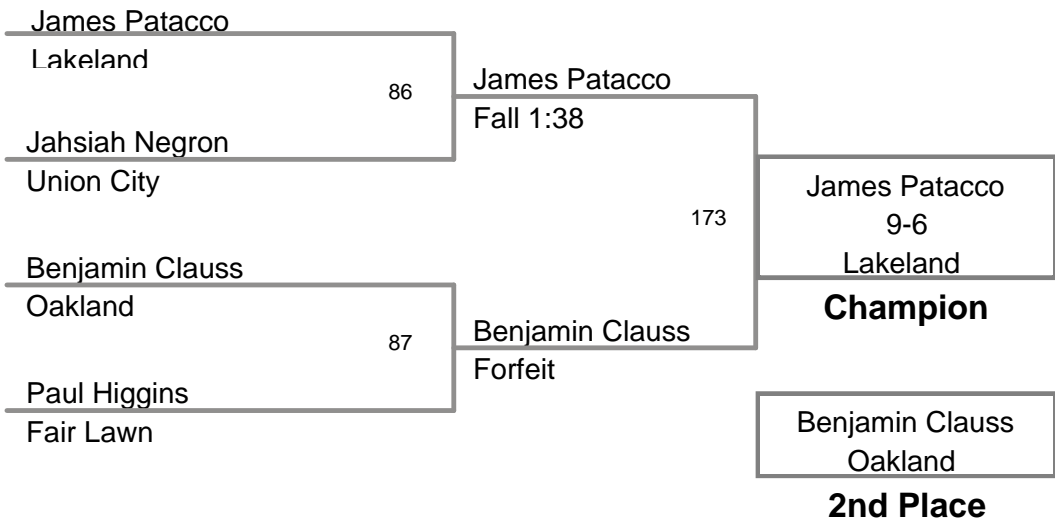 James Patacco
Lakeland
86
James Patacco
Fall 1:38
Jahsiah Negron
Union City
173
James Patacco
9-6
Lakeland
Champion
Benjamin Clauss
Oakland
87
Benjamin Clauss
Forfeit
Paul Higgins
Fair Lawn
Benjamin Clauss
Oakland
2nd Place